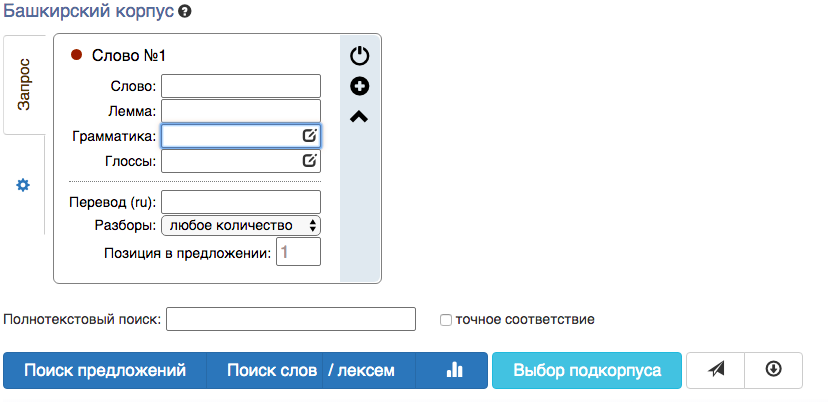 Башкирский корпус
Запрос
Слово №1
Слово:
Лемма:
Грамматика:
Глоссы:
Перевод (ru):
Разборы: любое количество
Позиция в предложении: 1
Полнотекстовый поиск: точное соответствие
Поиск предложений Поиск слов / лексем Выбор подкорпуса